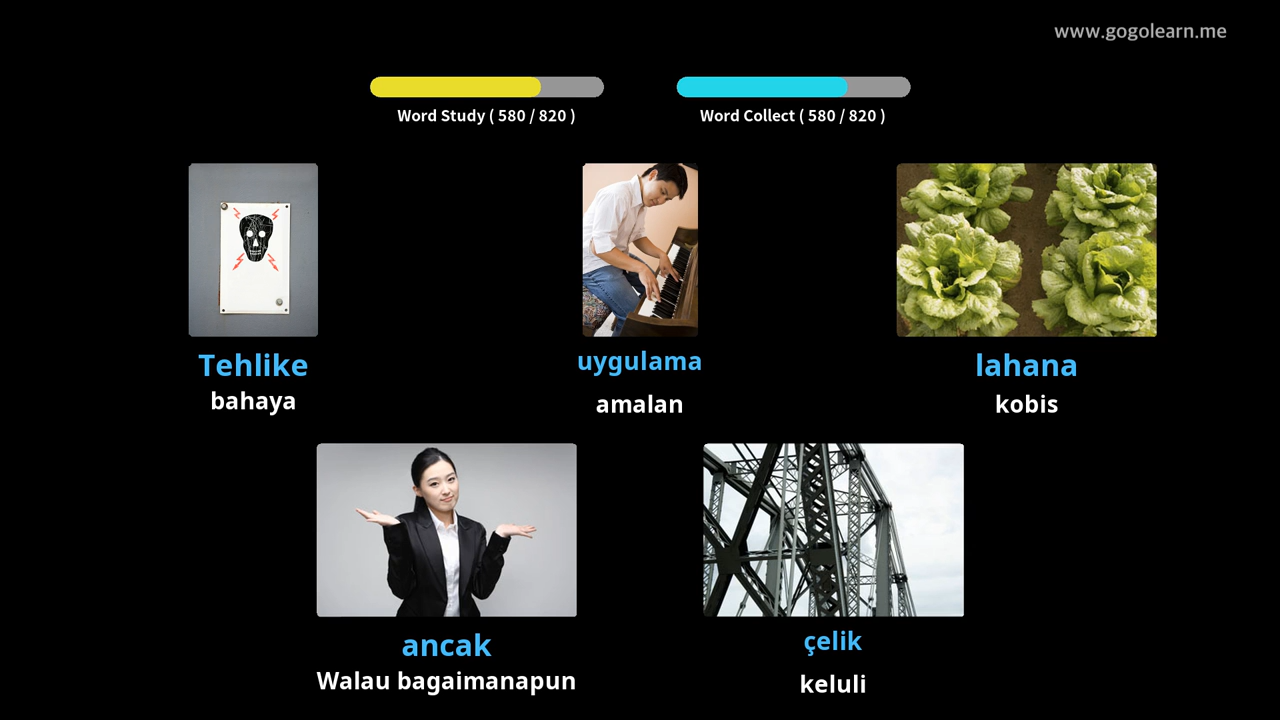 www.gogolearn.me
Word Study ( 580 / 820 )
Word Collect ( 580 / 820 )
Tehlike
bahaya
uygulama
amalan
lahana
kobis
ancak
Walau bagaimanapun
çelik
keluli